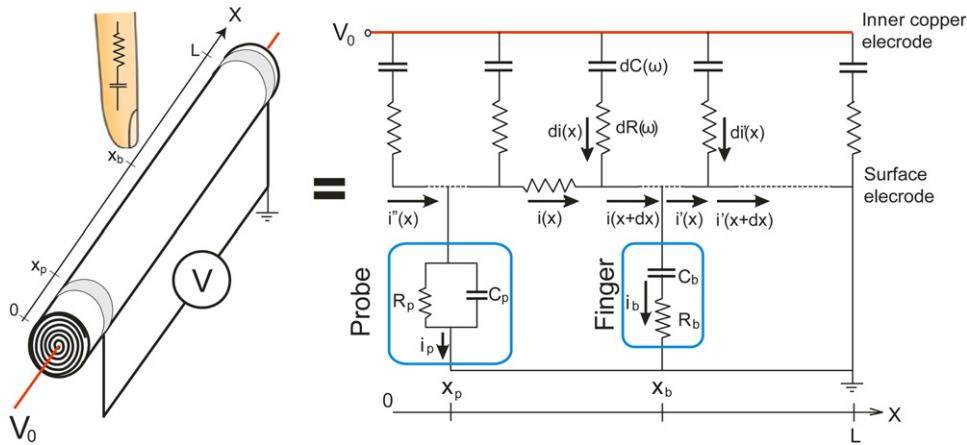 X
L
x_b
x_p
0
V_0
V
=
V_0
Inner copper
elecrode
dC(ω)
di(x)
dR(ω)
di'(x)
Surface
elecrode
i"(x)
i(x)
i(x+dx)
i'(x)
i'(x+dx)
Probe
R_p
C_p
i_p
Finger
C_b
i_b
R_b
x_p
x_b
0
L
X